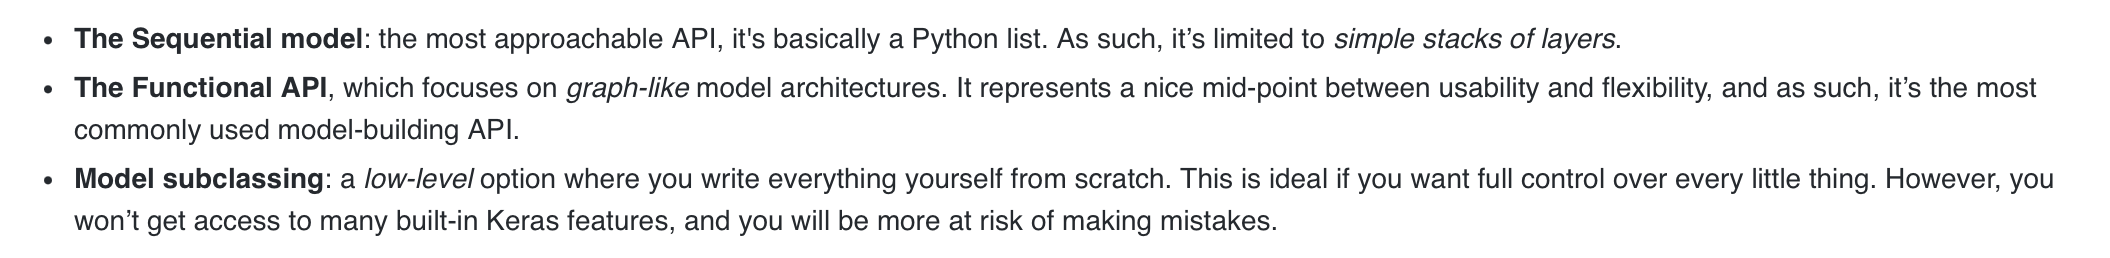 • The Sequential model: the most approachable API, it's basically a Python list. As such, it’s limited to simple stacks of layers.
• The Functional API, which focuses on graph-like model architectures. It represents a nice mid-point between usability and flexibility, and as such, it’s the most
commonly used model-building API.
• Model subclassing: a low-level option where you write everything yourself from scratch. This is ideal if you want full control over every little thing. However, you
won’t get access to many built-in Keras features, and you will be more at risk of making mistakes.